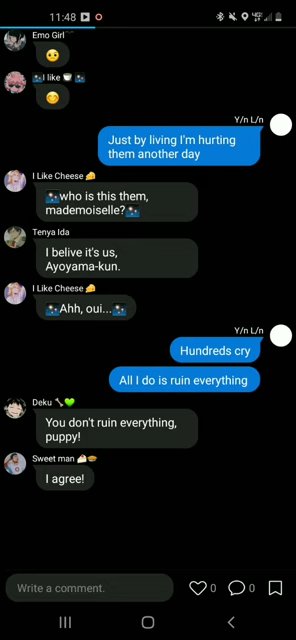 11:48
Emo Girl
I like
Y/n L/n
Just by living I'm hurting
them another day
I Like Cheese 🧀
🌃who is this them,
mademoiselle?🌃
Tenya Ida
I belive it's us,
Ayoyama-kun.
I Like Cheese 🧀
🌃Ahh, oui...🌃
Y/n L/n
Hundreds cry
All I do is ruin everything
Deku 🦴💚
You don't ruin everything,
puppy!
Sweet man 🍰🥧
I agree!
Write a comment.
0
0